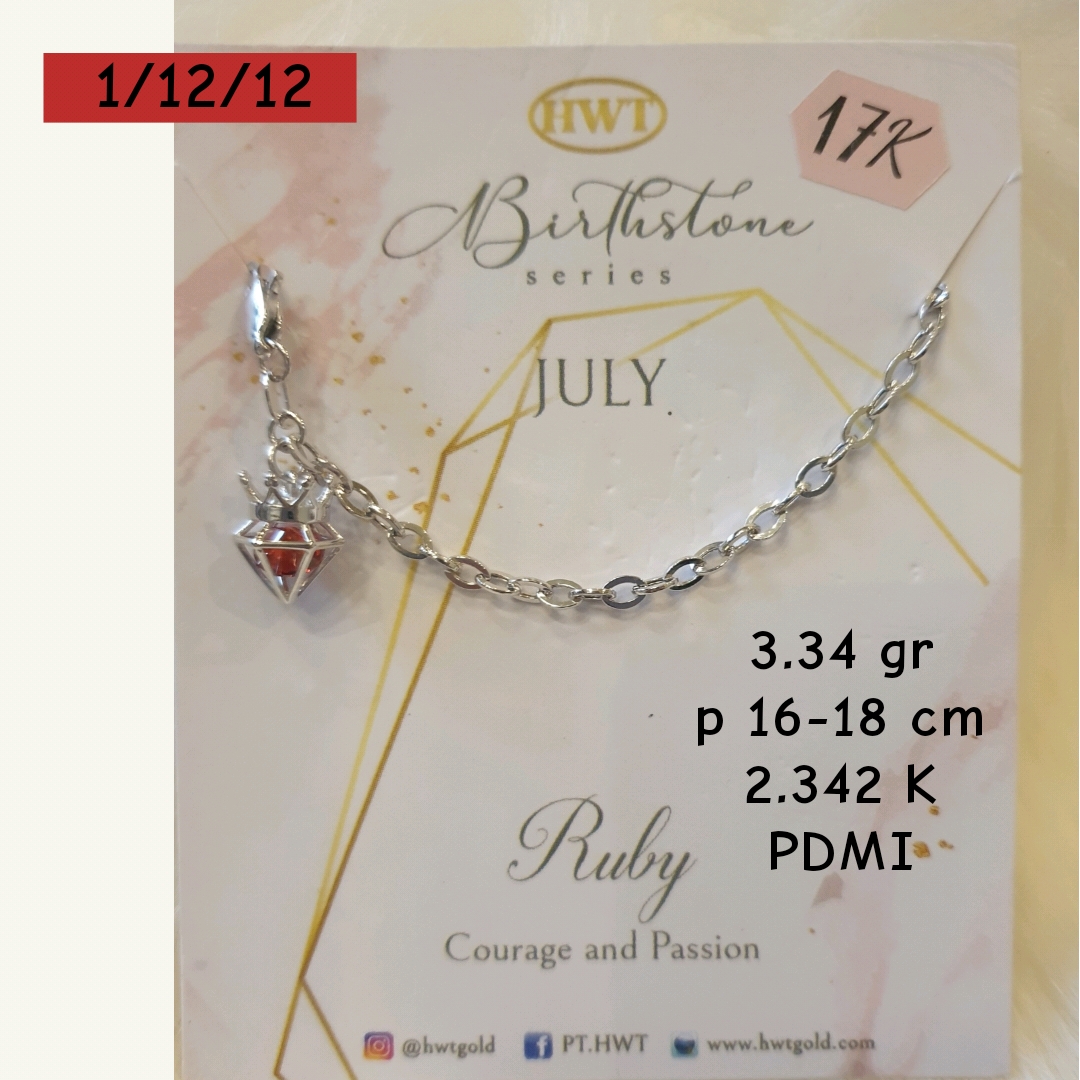 1/12/12
HWT
17K
Birthstone
series
JULY
3.34 gr
p 16-18 cm
2.342 K
PDMI
Ruby
Courage and Passion
@hwtgold PT.HWT www.hwtgold.com